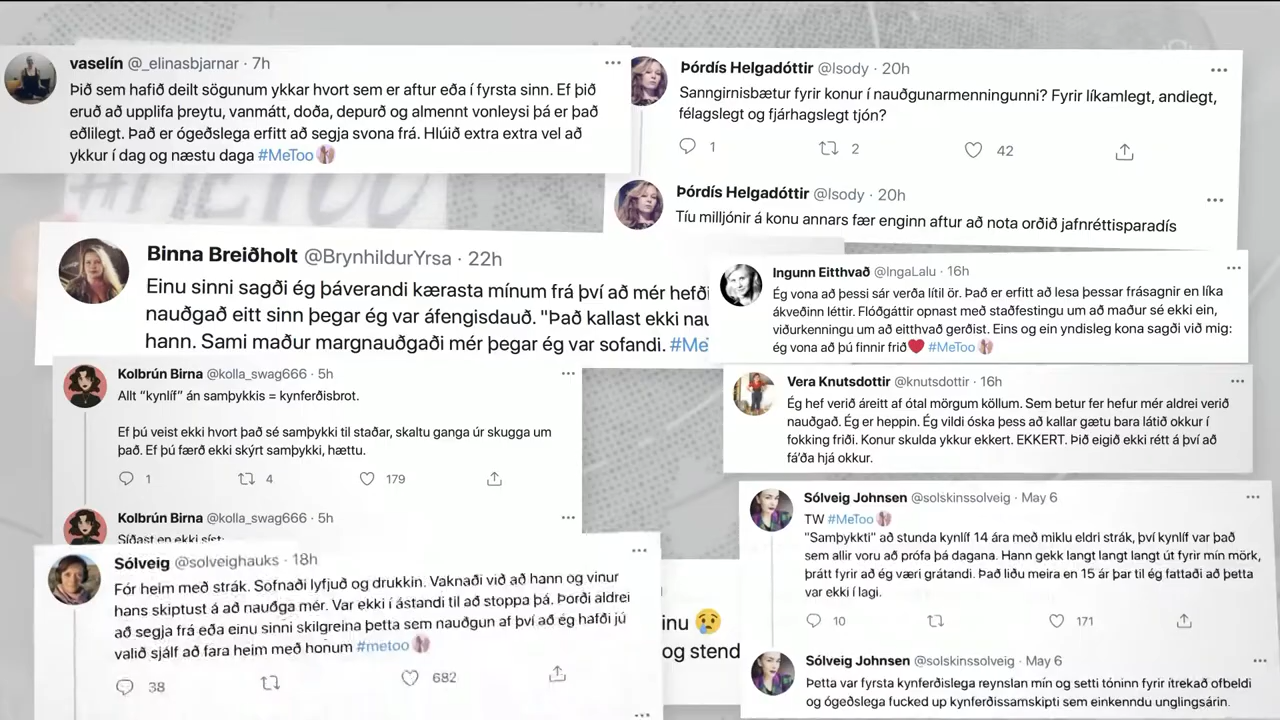 vaselín @_elinasbjarnar · 7h
Þið sem hafið deilt sögunum ykkar hvort sem er aftur eða í fyrsta sinn. Ef þið
eruð að upplifa þreytu, vanmátt, doða, depurð og almennt vonleysi þá er það
eðlilegt. Það er ógeðslega erfitt að segja svona frá. Hlúið extra extra vel að
ykkur í dag og næstu daga #MeToo
Þórdís Helgadóttir @lsody · 20h
Sanngirnisbætur fyrir konur í nauðgunarmenningunni? Fyrir líkamlegt, andlegt,
félagslegt og fjárhagslegt tjón?
1 2 42
Þórdís Helgadóttir @lsody · 20h
Tíu milljónir á konu annars fær enginn aftur að nota orðið jafnréttisparadís
Binna Breiðholt @BrynhildurYrsa · 22h
Einu sinni sagði ég þáverandi kærasta mínum frá því að mér hefði
nauðgað eitt sinn þegar ég var áfengisdauð. "Það kallast ekki nau
hann. Sami maður margnauðgaði mér þegar ég var sofandi. #Me
Ingunn Eitthvað @IngaLalu · 16h
Ég vona að þessi sár verða lítil ör. Það er erfitt að lesa þessar frásagnir en líka
ákveðinn léttir. Flóðgáttir opnast með staðfestingu um að maður sé ekki ein,
viðurkenningu um að eitthvað gerðist. Eins og ein yndisleg kona sagði við mig:
ég vona að þú finnir frið❤️ #MeToo
Kolbrún Birna @kolla_swag666 · 5h
Allt “kynlíf” án samþykkis = kynferðisbrot.
Ef þú veist ekki hvort það sé samþykki til staðar, skaltu ganga úr skugga um
það. Ef þú færð ekki skýrt samþykki, hættu.
1 4 179
Kolbrún Birna @kolla_swag666 · 5h
Síðast en ekki síst:
Vera Knutsdottir @knutsdottir · 16h
Ég hef verið áreitt af ótal mörgum köllum. Sem betur fer hefur mér aldrei verið
nauðgað. Ég er heppin. Ég vildi óska þess að kallar gætu bara látið okkur í
fokking friði. Konur skulda ykkur ekkert. EKKERT. Þið eigið ekki rétt á því að
fá'ða hjá okkur.
Sólveig Johnsen @solskinssolveig · May 6
TW #MeToo
"Samþykkti" að stunda kynlíf 14 ára með miklu eldri strák, því kynlíf var það
sem allir voru að prófa þá dagana. Hann gekk langt langt langt út fyrir mín mörk,
þrátt fyrir að ég væri grátandi. Það liðu meira en 15 ár þar til ég fattaði að þetta
var ekki í lagi.
10 171
Sólveig Johnsen @solskinssolveig · May 6
Þetta var fyrsta kynferðislega reynslan mín og setti tóninn fyrir ítrekað ofbeldi
og ógeðslega fucked up kynferðissamskipti sem einkenndu unglingsárin.
Sólveig @solveighauks · 18h
Fór heim með strák. Sofnaði lyfjuð og drukkin. Vaknaði við að hann og vinur
hans skiptust á að nauðga mér. Var ekki í ástandi til að stoppa þá. Þorði aldrei
að segja frá eða einu sinni skilgreina þetta sem nauðgun af því að ég hafði jú
valið sjálf að fara heim með honum #metoo
38 682
inu 😢
og stend